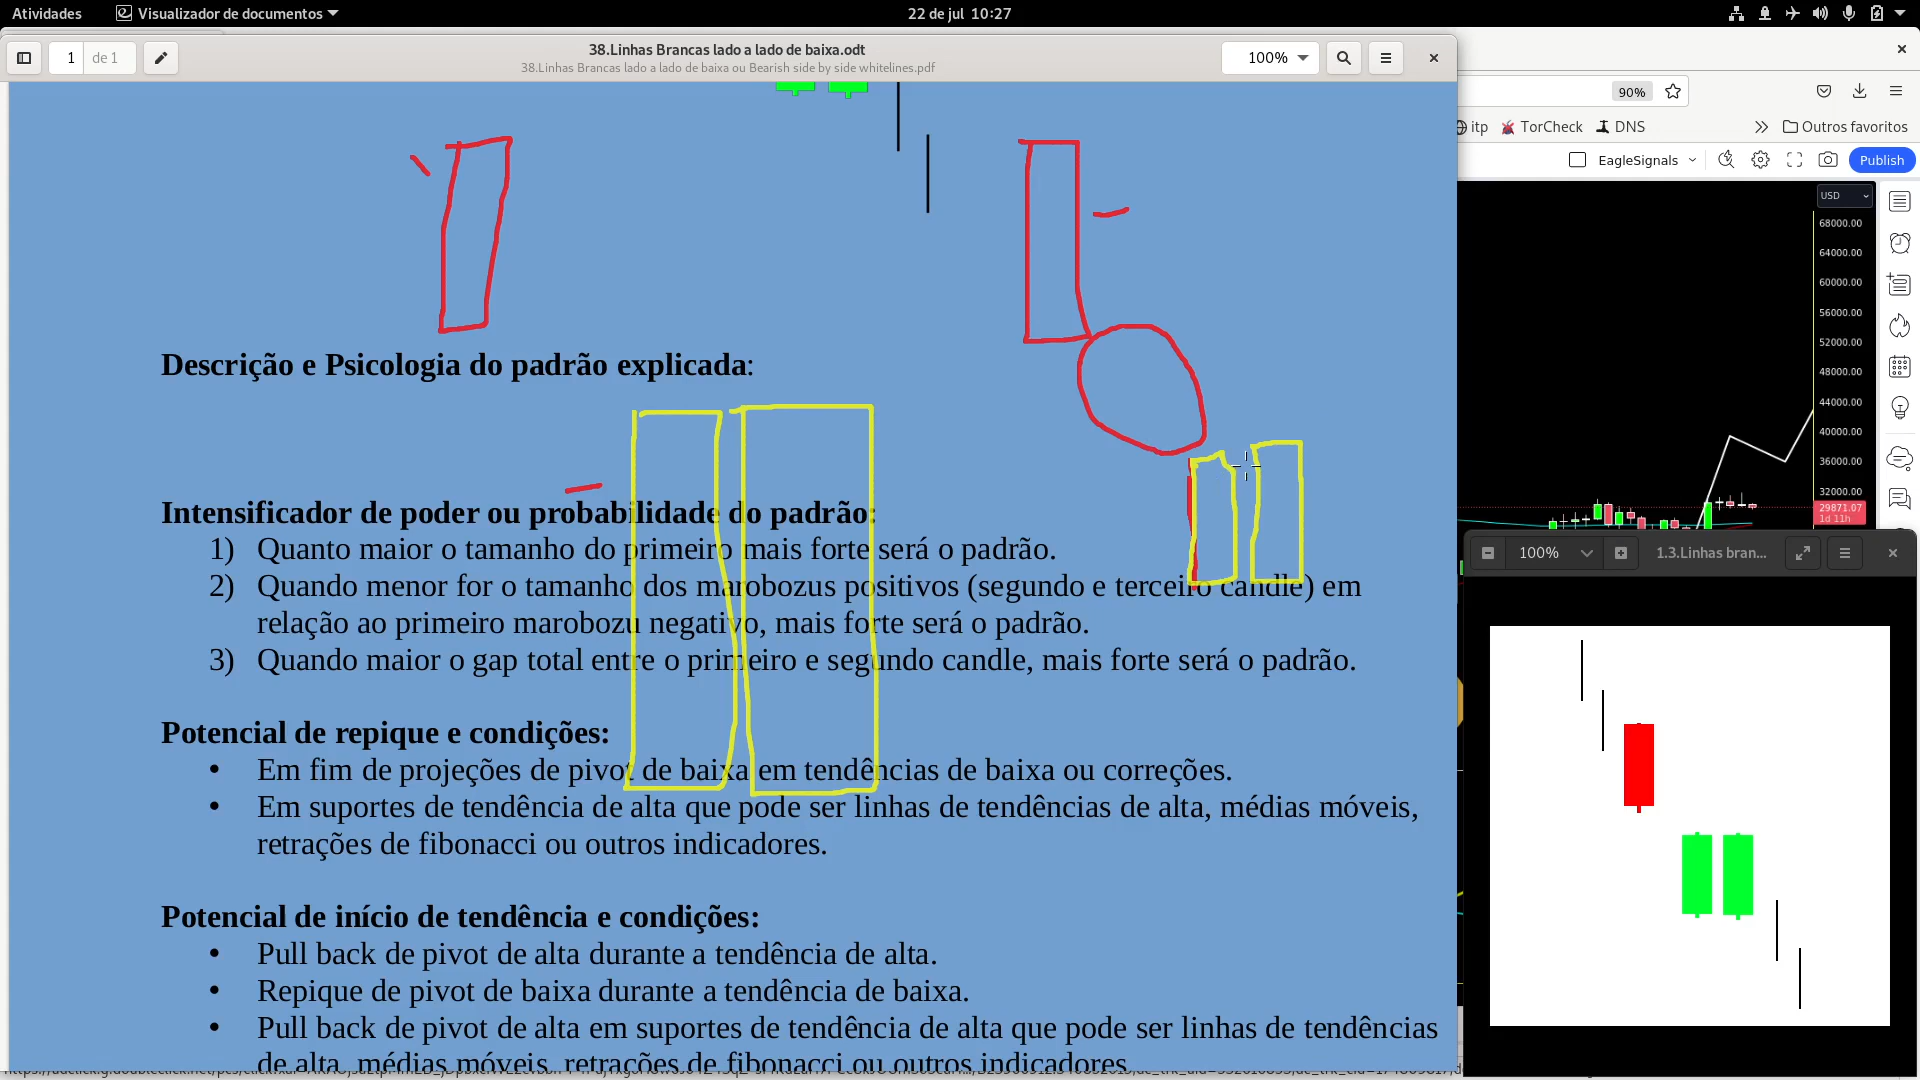 Atividades
Visualizador de documentos
22 de jul 10:27
1 de 1
38.Linhas Brancas lado a lado de baixa.odt
38.Linhas Brancas lado a lado de baixa ou Bearish side by side whitelines.pdf
100%
90%
itp
TorCheck
DNS
Outros favoritos
EagleSignals
Publish
USD
68000.00
64000.00
60000.00
56000.00
52000.00
48000.00
44000.00
40000.00
36000.00
32000.00
29871.07
1d 11h
Descrição e Psicologia do padrão explicada:
Intensificador de poder ou probabilidade do padrão:
1) Quanto maior o tamanho do primeiro mais forte será o padrão.
2) Quando menor for o tamanho dos marobozus positivos (segundo e terceiro candle) em
relação ao primeiro marobozu negativo, mais forte será o padrão.
3) Quando maior o gap total entre o primeiro e segundo candle, mais forte será o padrão.
Potencial de repique e condições:
• Em fim de projeções de pivot de baixa em tendências de baixa ou correções.
• Em suportes de tendência de alta que pode ser linhas de tendências de alta, médias móveis,
retrações de fibonacci ou outros indicadores.
Potencial de início de tendência e condições:
• Pull back de pivot de alta durante a tendência de alta.
• Repique de pivot de baixa durante a tendência de baixa.
• Pull back de pivot de alta em suportes de tendência de alta que pode ser linhas de tendências
de alta, médias móveis, retrações de fibonacci ou outros indicadores.
100%
1.3.Linhas bran...